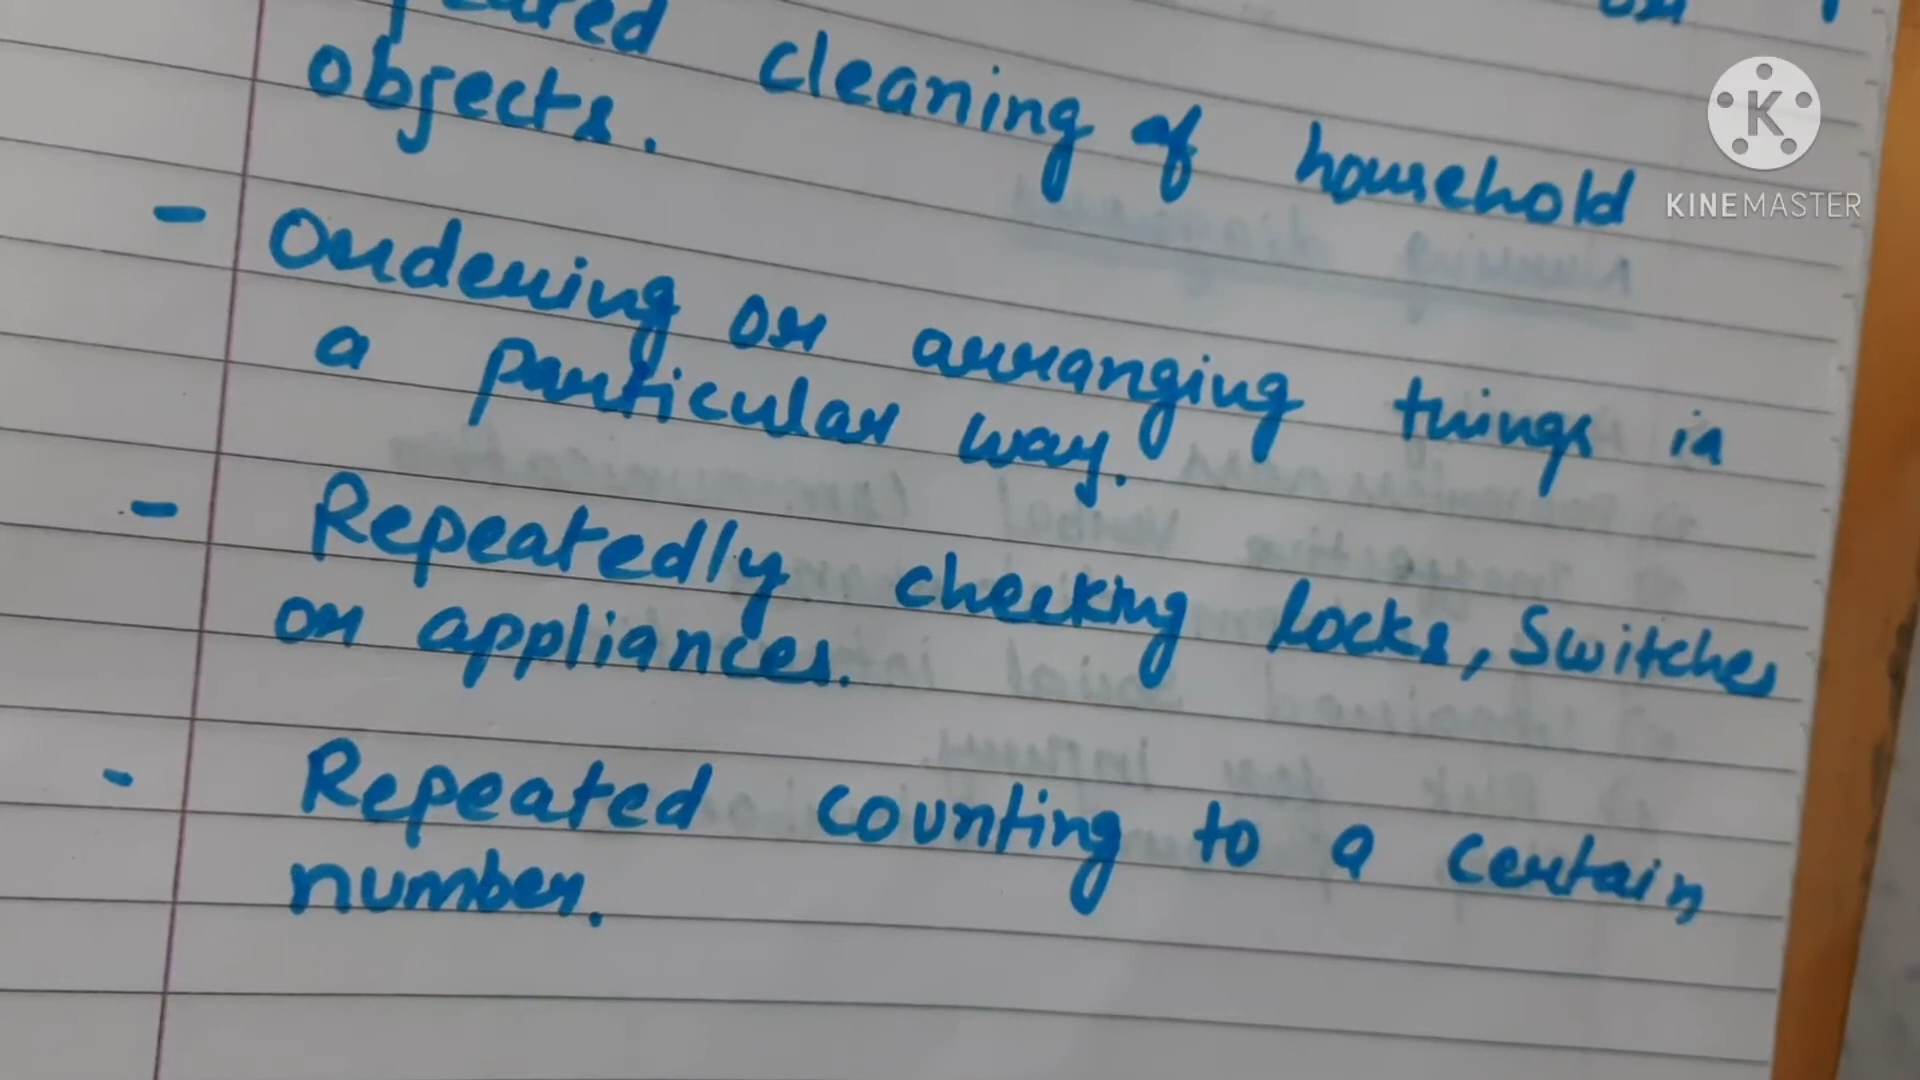 cleaning of household
objects.
- Ordering or arranging things in
a particular way.
- Repeatedly checking locks, Switches
or appliances.
- Repeated counting to a certain
number.
KINEMASTER